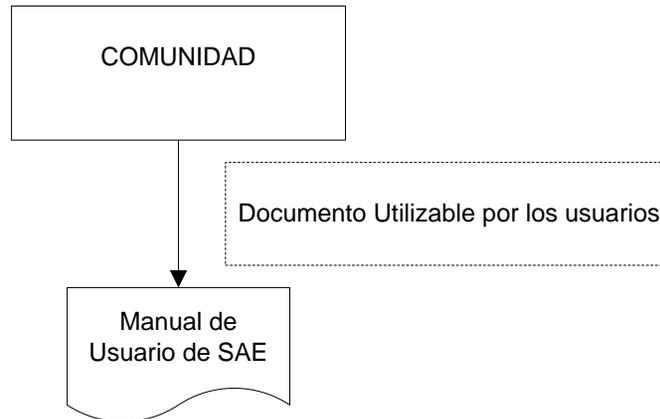 COMUNIDAD
Documento Utilizable por los usuarios
Manual de
Usuario de SAE